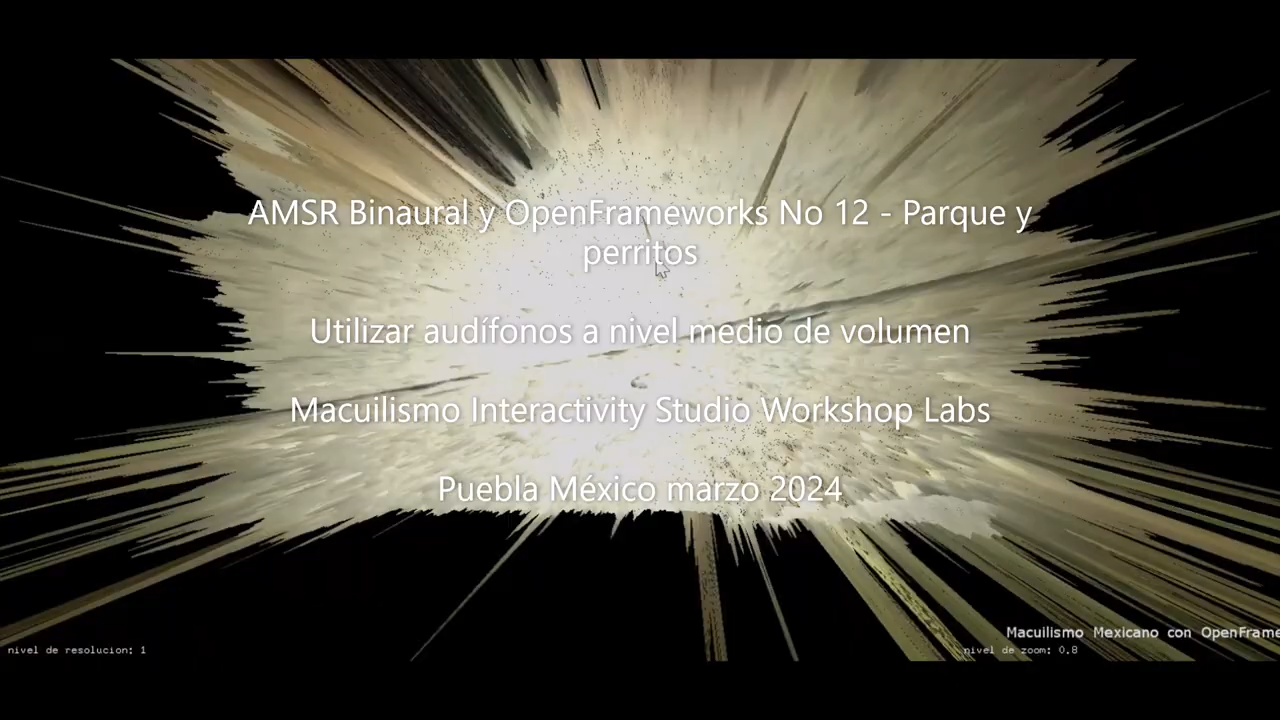 AMSR Binaural y OpenFrameworks No 12 - Parque y
perritos
Utilizar audífonos a nivel medio de volumen
Macuilismo Interactivity Studio Workshop Labs
Puebla México marzo 2024
Macuilismo Mexicano con OpenFrame
nivel de resolucion: 1
nivel de zoom: 0.8